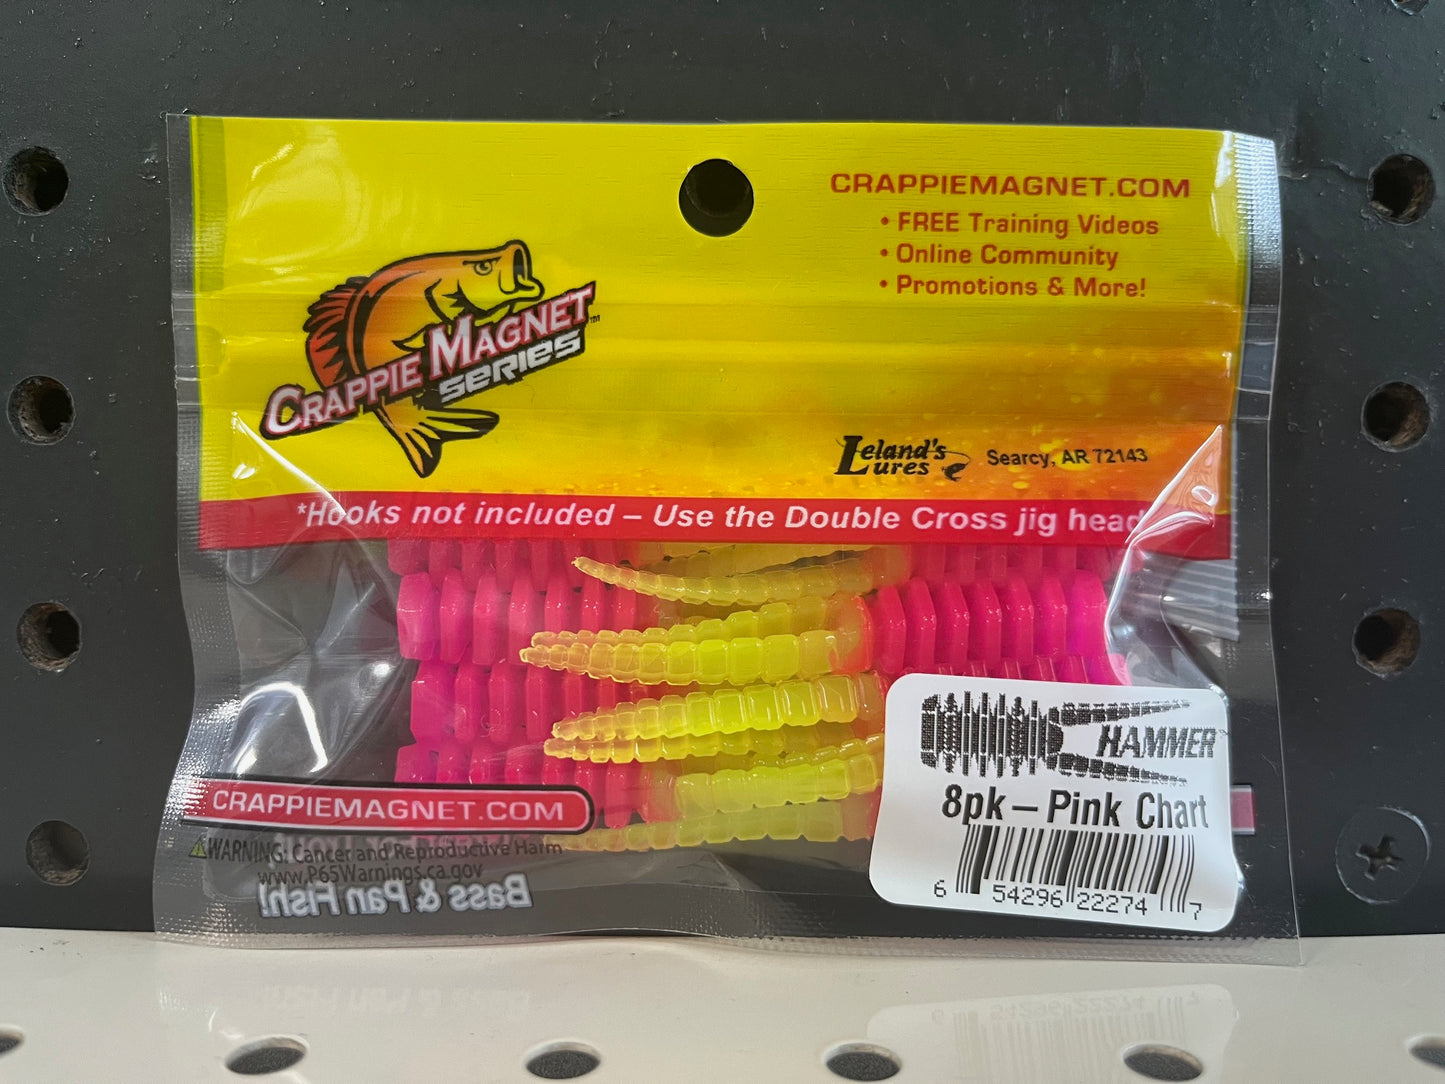 CRAPPIEMAGNET.COM
• FREE Training Videos
• Online Community
• Promotions & More!
CRAPPIE MAGNET™
SERIES
Leland's Lures
Searcy, AR 72143
*Hooks not included – Use the Double Cross jig head
HAMMER™
8pk – Pink Chart
6 54296 22274 7
CRAPPIEMAGNET.COM
⚠WARNING: Cancer and Reproductive Harm
www.P65Warnings.ca.gov
Bass & Pan Fish!